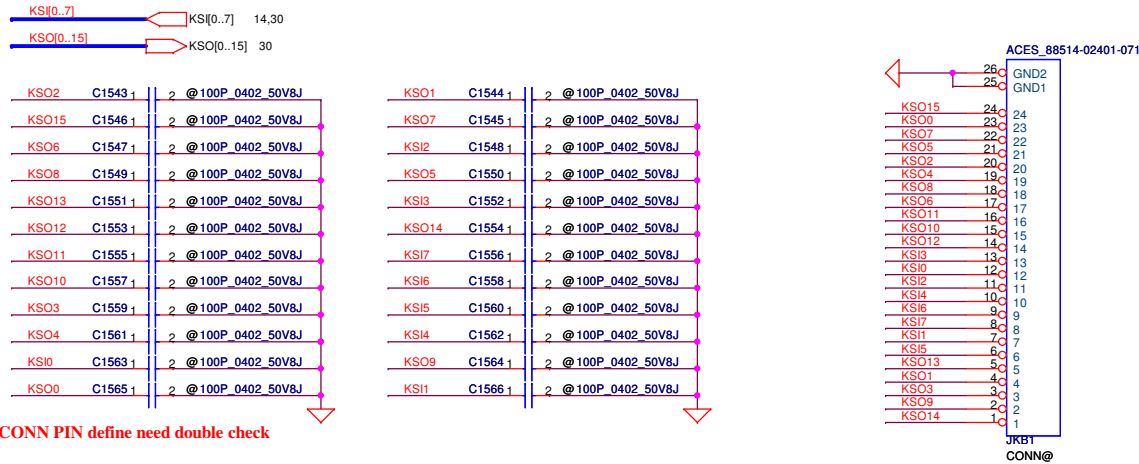 KSI[0..7] KSI[0..7] 14,30
KSO[0..15] KSO[0..15] 30
KSO2 C1543 1 2 @100P_0402_50V8J
KSO15 C1546 1 2 @100P_0402_50V8J
KSO6 C1547 1 2 @100P_0402_50V8J
KSO8 C1549 1 2 @100P_0402_50V8J
KSO13 C1551 1 2 @100P_0402_50V8J
KSO12 C1553 1 2 @100P_0402_50V8J
KSO11 C1555 1 2 @100P_0402_50V8J
KSO10 C1557 1 2 @100P_0402_50V8J
KSO3 C1559 1 2 @100P_0402_50V8J
KSO4 C1561 1 2 @100P_0402_50V8J
KSI0 C1563 1 2 @100P_0402_50V8J
KSO0 C1565 1 2 @100P_0402_50V8J
CONN PIN define need double check
KSO1 C1544 1 2 @100P_0402_50V8J
KSO7 C1545 1 2 @100P_0402_50V8J
KSI2 C1548 1 2 @100P_0402_50V8J
KSO5 C1550 1 2 @100P_0402_50V8J
KSI3 C1552 1 2 @100P_0402_50V8J
KSO14 C1554 1 2 @100P_0402_50V8J
KSI7 C1556 1 2 @100P_0402_50V8J
KSI6 C1558 1 2 @100P_0402_50V8J
KSI5 C1560 1 2 @100P_0402_50V8J
KSI4 C1562 1 2 @100P_0402_50V8J
KSO9 C1564 1 2 @100P_0402_50V8J
KSI1 C1566 1 2 @100P_0402_50V8J
ACES_88514-02401-071
26 GND2
25 GND1
KSO15 24 24
KSO0 23 23
KSO7 22 22
KSO5 21 21
KSO2 20 20
KSO4 19 19
KSO8 18 18
KSO6 17 17
KSO11 16 16
KSO10 15 15
KSO12 14 14
KSI3 13 13
KSI0 12 12
KSI2 11 11
KSI4 10 10
KSI6 9 9
KSI7 8 8
KSI1 7 7
KSI5 6 6
KSO13 5 5
KSO1 4 4
KSO3 3 3
KSO9 2 2
KSO14 1 1
JKB1
CONN@